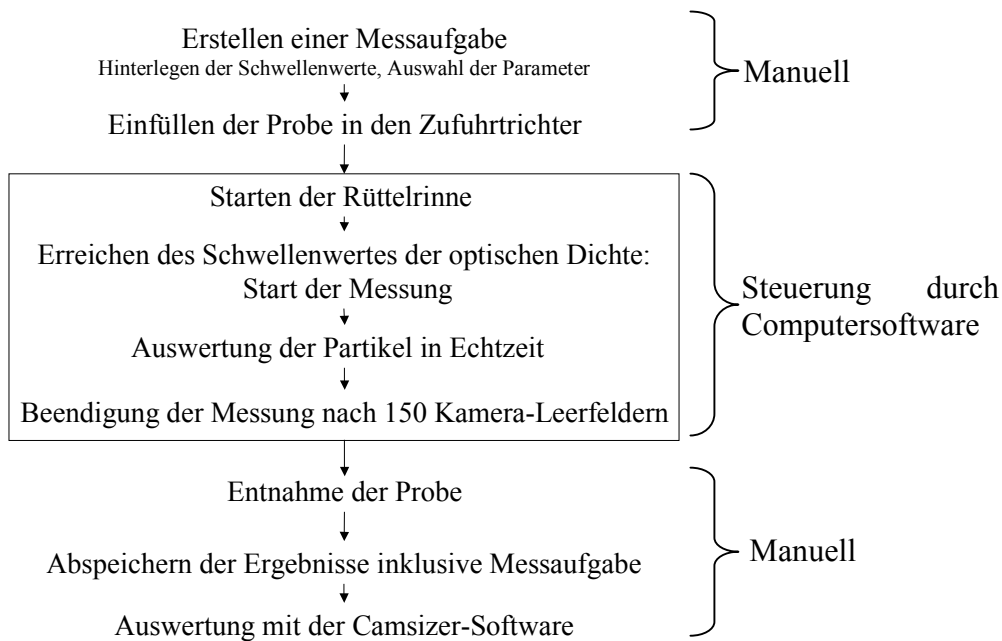 Erstellen einer Messaufgabe
Hinterlegen der Schwellenwerte, Auswahl der Parameter
Einfüllen der Probe in den Zufuhrtrichter
Manuell
Starten der Rüttelrinne
Erreichen des Schwellenwertes der optischen Dichte:
Start der Messung
Auswertung der Partikel in Echtzeit
Beendigung der Messung nach 150 Kamera-Leerfeldern
Steuerung durch
Computersoftware
Entnahme der Probe
Abspeichern der Ergebnisse inklusive Messaufgabe
Auswertung mit der Camsizer-Software
Manuell